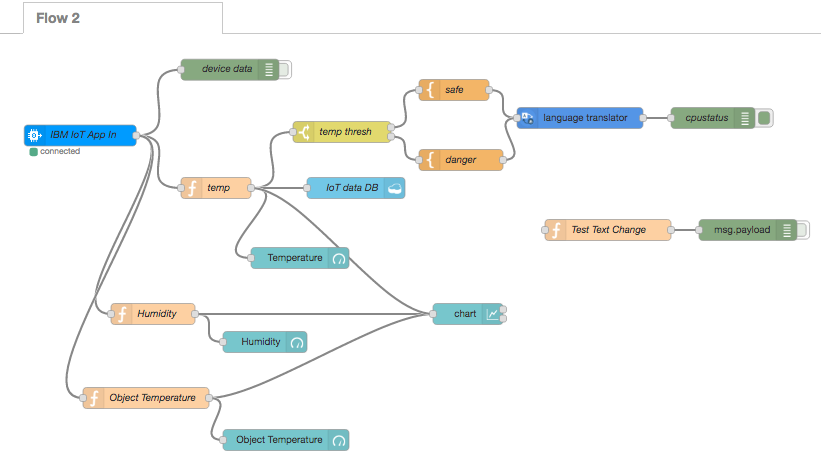 Flow 2
device data
safe
IBM IoT App In
connected
temp thresh
language translator
cpustatus
danger
temp
IoT data DB
Test Text Change
msg.payload
Temperature
Humidity
chart
Humidity
Object Temperature
Object Temperature